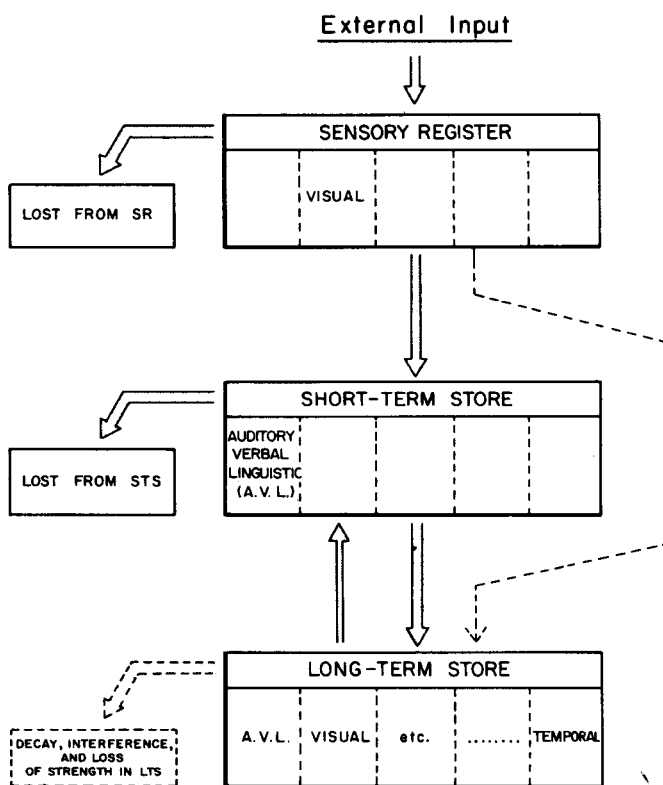 External Input
SENSORY REGISTER
VISUAL
LOST FROM SR
SHORT-TERM STORE
AUDITORY
VERBAL
LINGUISTIC
(A.V.L.)
LOST FROM STS
LONG-TERM STORE
A.V.L. VISUAL etc. ........ TEMPORAL
DECAY, INTERFERENCE,
AND LOSS
OF STRENGTH IN LTS